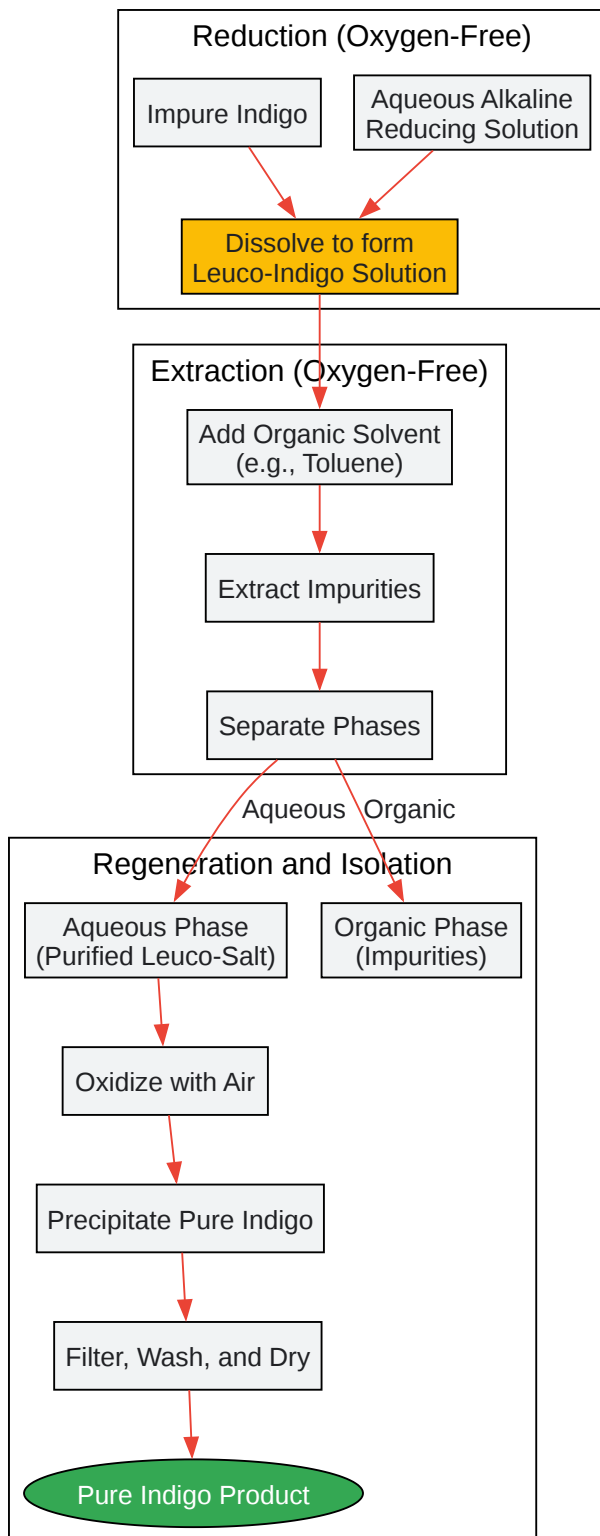 Reduction (Oxygen-Free)
Impure Indigo
Aqueous Alkaline
Reducing Solution
Dissolve to form
Leuco-Indigo Solution
Extraction (Oxygen-Free)
Add Organic Solvent
(e.g., Toluene)
Extract Impurities
Separate Phases
Aqueous
Organic
Regeneration and Isolation
Aqueous Phase
(Purified Leuco-Salt)
Organic Phase
(Impurities)
Oxidize with Air
Precipitate Pure Indigo
Filter, Wash, and Dry
Pure Indigo Product